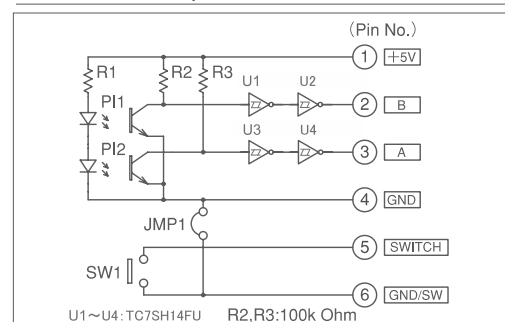 (Pin No.)
R1 R2 R3 U1 U2 1 +5V
PI1 2 B
U3 U4
PI2 3 A
4 GND
JMP1
5 SWITCH
SW1
6 GND/SW
U1~U4:TC7SH14FU R2,R3:100k Ohm